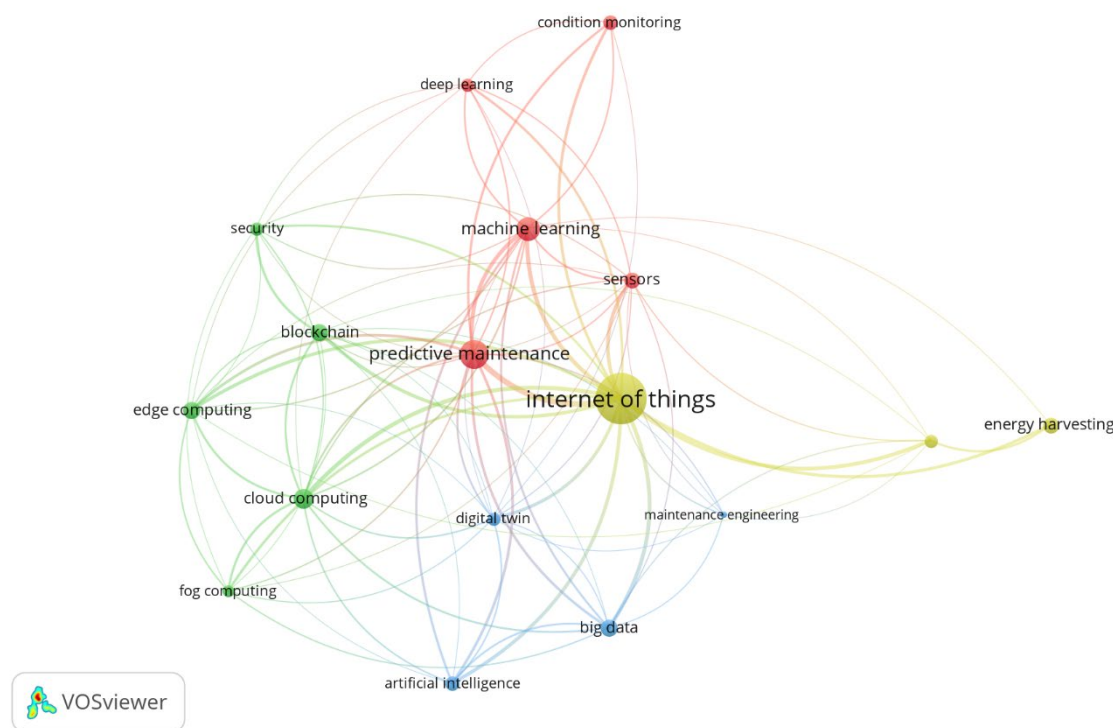 condition monitoring
deep learning
security
machine learning
sensors
blockchain
predictive maintenance
internet of things
edge computing
energy harvesting
cloud computing
digital twin
maintenance engineering
fog computing
big data
artificial intelligence
VOSviewer